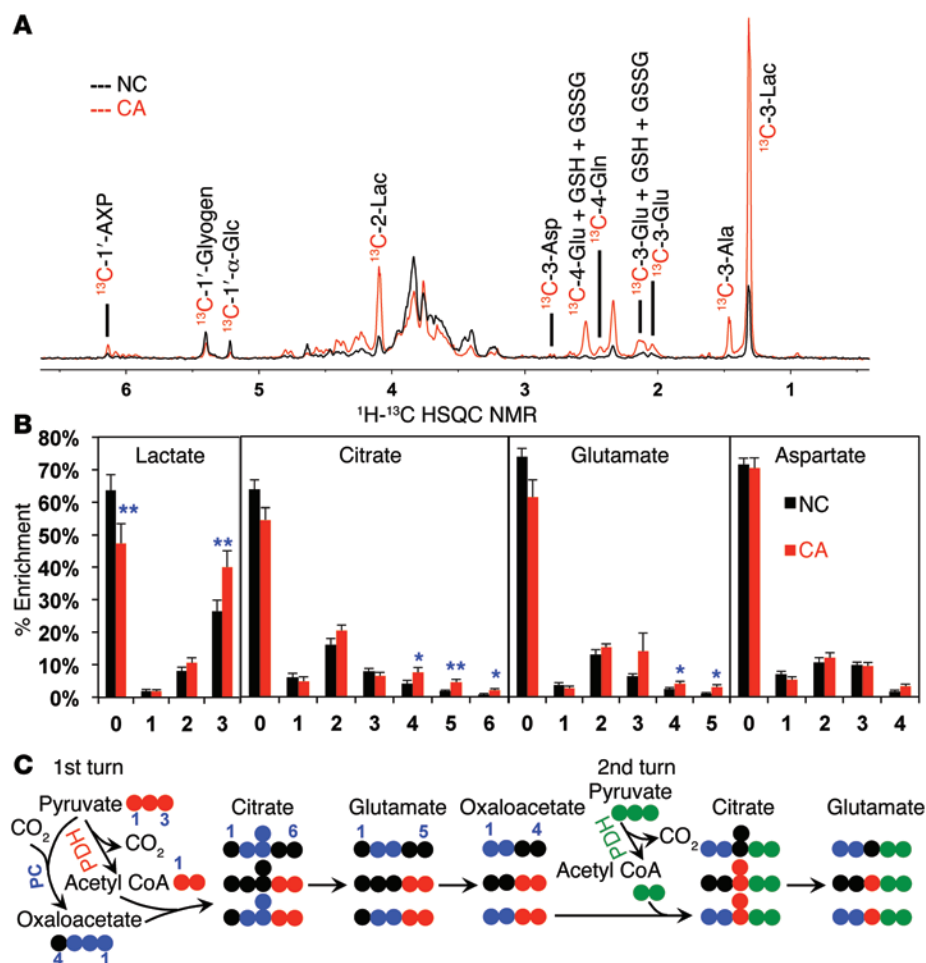 A
--- NC
--- CA
13C-1′-AXP
13C-1′-Glyogen
13C-1′-α-Glc
13C-2-Lac
13C-3-Asp
13C-4-Glu + GSH + GSSG
13C-4-Gln
13C-3-Glu + GSH + GSSG
13C-3-Glu
13C-3-Ala
13C-3-Lac
6 5 4 3 2 1
1H-13C HSQC NMR
B
% Enrichment
80%
70%
60%
50%
40%
30%
20%
10%
0%
Lactate Citrate Glutamate Aspartate
NC
CA
** ** * ** * * *
0 1 2 3 0 1 2 3 4 5 6 0 1 2 3 4 5 0 1 2 3 4
C
1st turn 2nd turn
Pyruvate
1 3
CO2
PC
PDH
CO2
1
Acetyl CoA
Oxaloacetate
4 1
Citrate
1 6
Glutamate
1 5
Oxaloacetate
1 4
Pyruvate
PDH
CO2
Acetyl CoA
Citrate
Glutamate